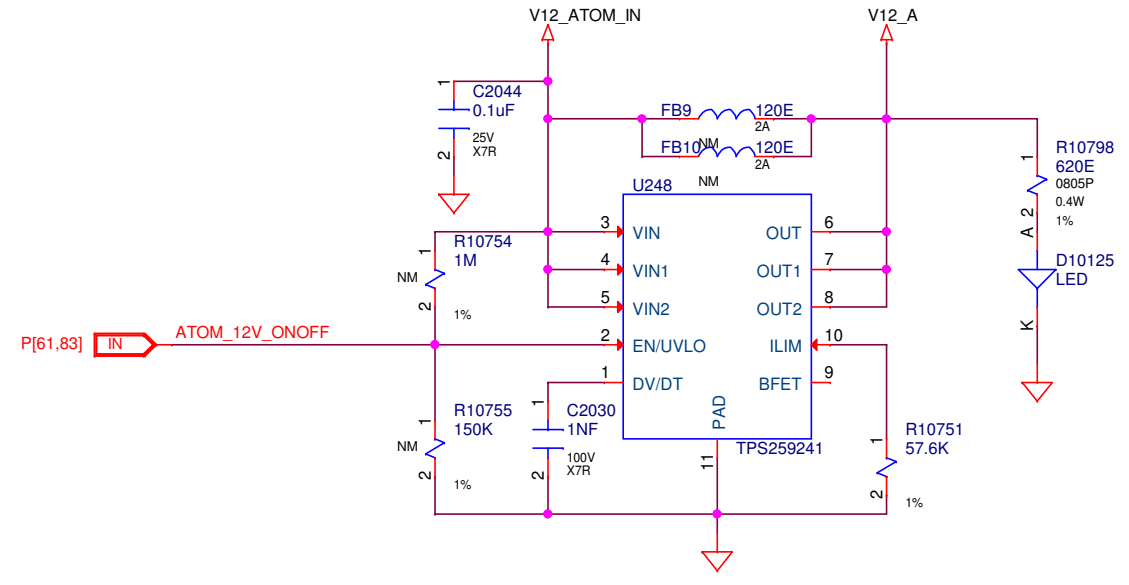 V12_ATOM_IN
V12_A
1
C2044
0.1uF
25V
X7R
2
FB9
120E
2A
NM
FB10
120E
2A
NM
1
R10798
620E
0805P
0.4W
1%
2
A
D10125
LED
K
U248
3
VIN
OUT
6
4
VIN1
OUT1
7
5
VIN2
OUT2
8
2
EN/UVLO
ILIM
10
1
DV/DT
BFET
9
PAD
11
TPS259241
1
R10754
1M
NM
2
1%
P[61,83]
IN
ATOM_12V_ONOFF
1
R10755
150K
NM
2
1%
1
C2030
1NF
100V
X7R
2
R10751
1
57.6K
2
1%